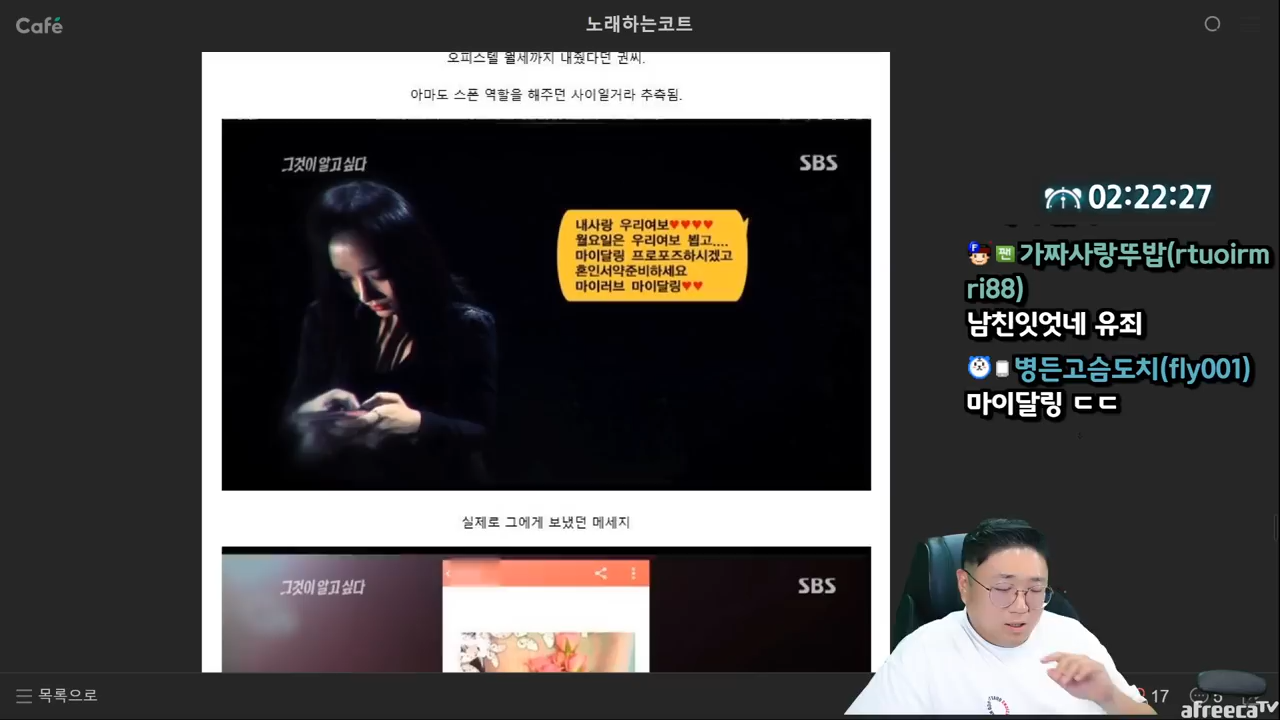 Café
노래하는코트
오피스텔 월세까지 내줬다던 권씨.
아마도 스폰 역할을 해주던 사이일거라 추측됨.
그것이 알고 싶다
SBS
내사랑 우리여보♥♥♥♥
월요일은 우리여보 뵙고....
마이달링 프로포즈하시겠고
혼인서약준비하세요
마이러브 마이달링♥♥
실제로 그에게 보냈던 메세지
그것이 알고 싶다
SBS
02:22:27
F 팬 가짜사랑뚜밥(rtuoirm
ri88)
남친잇엇네 유죄
병든고슴도치(fly001)
마이달링 ㄷㄷ
목록으로
17
5
afreecaTV